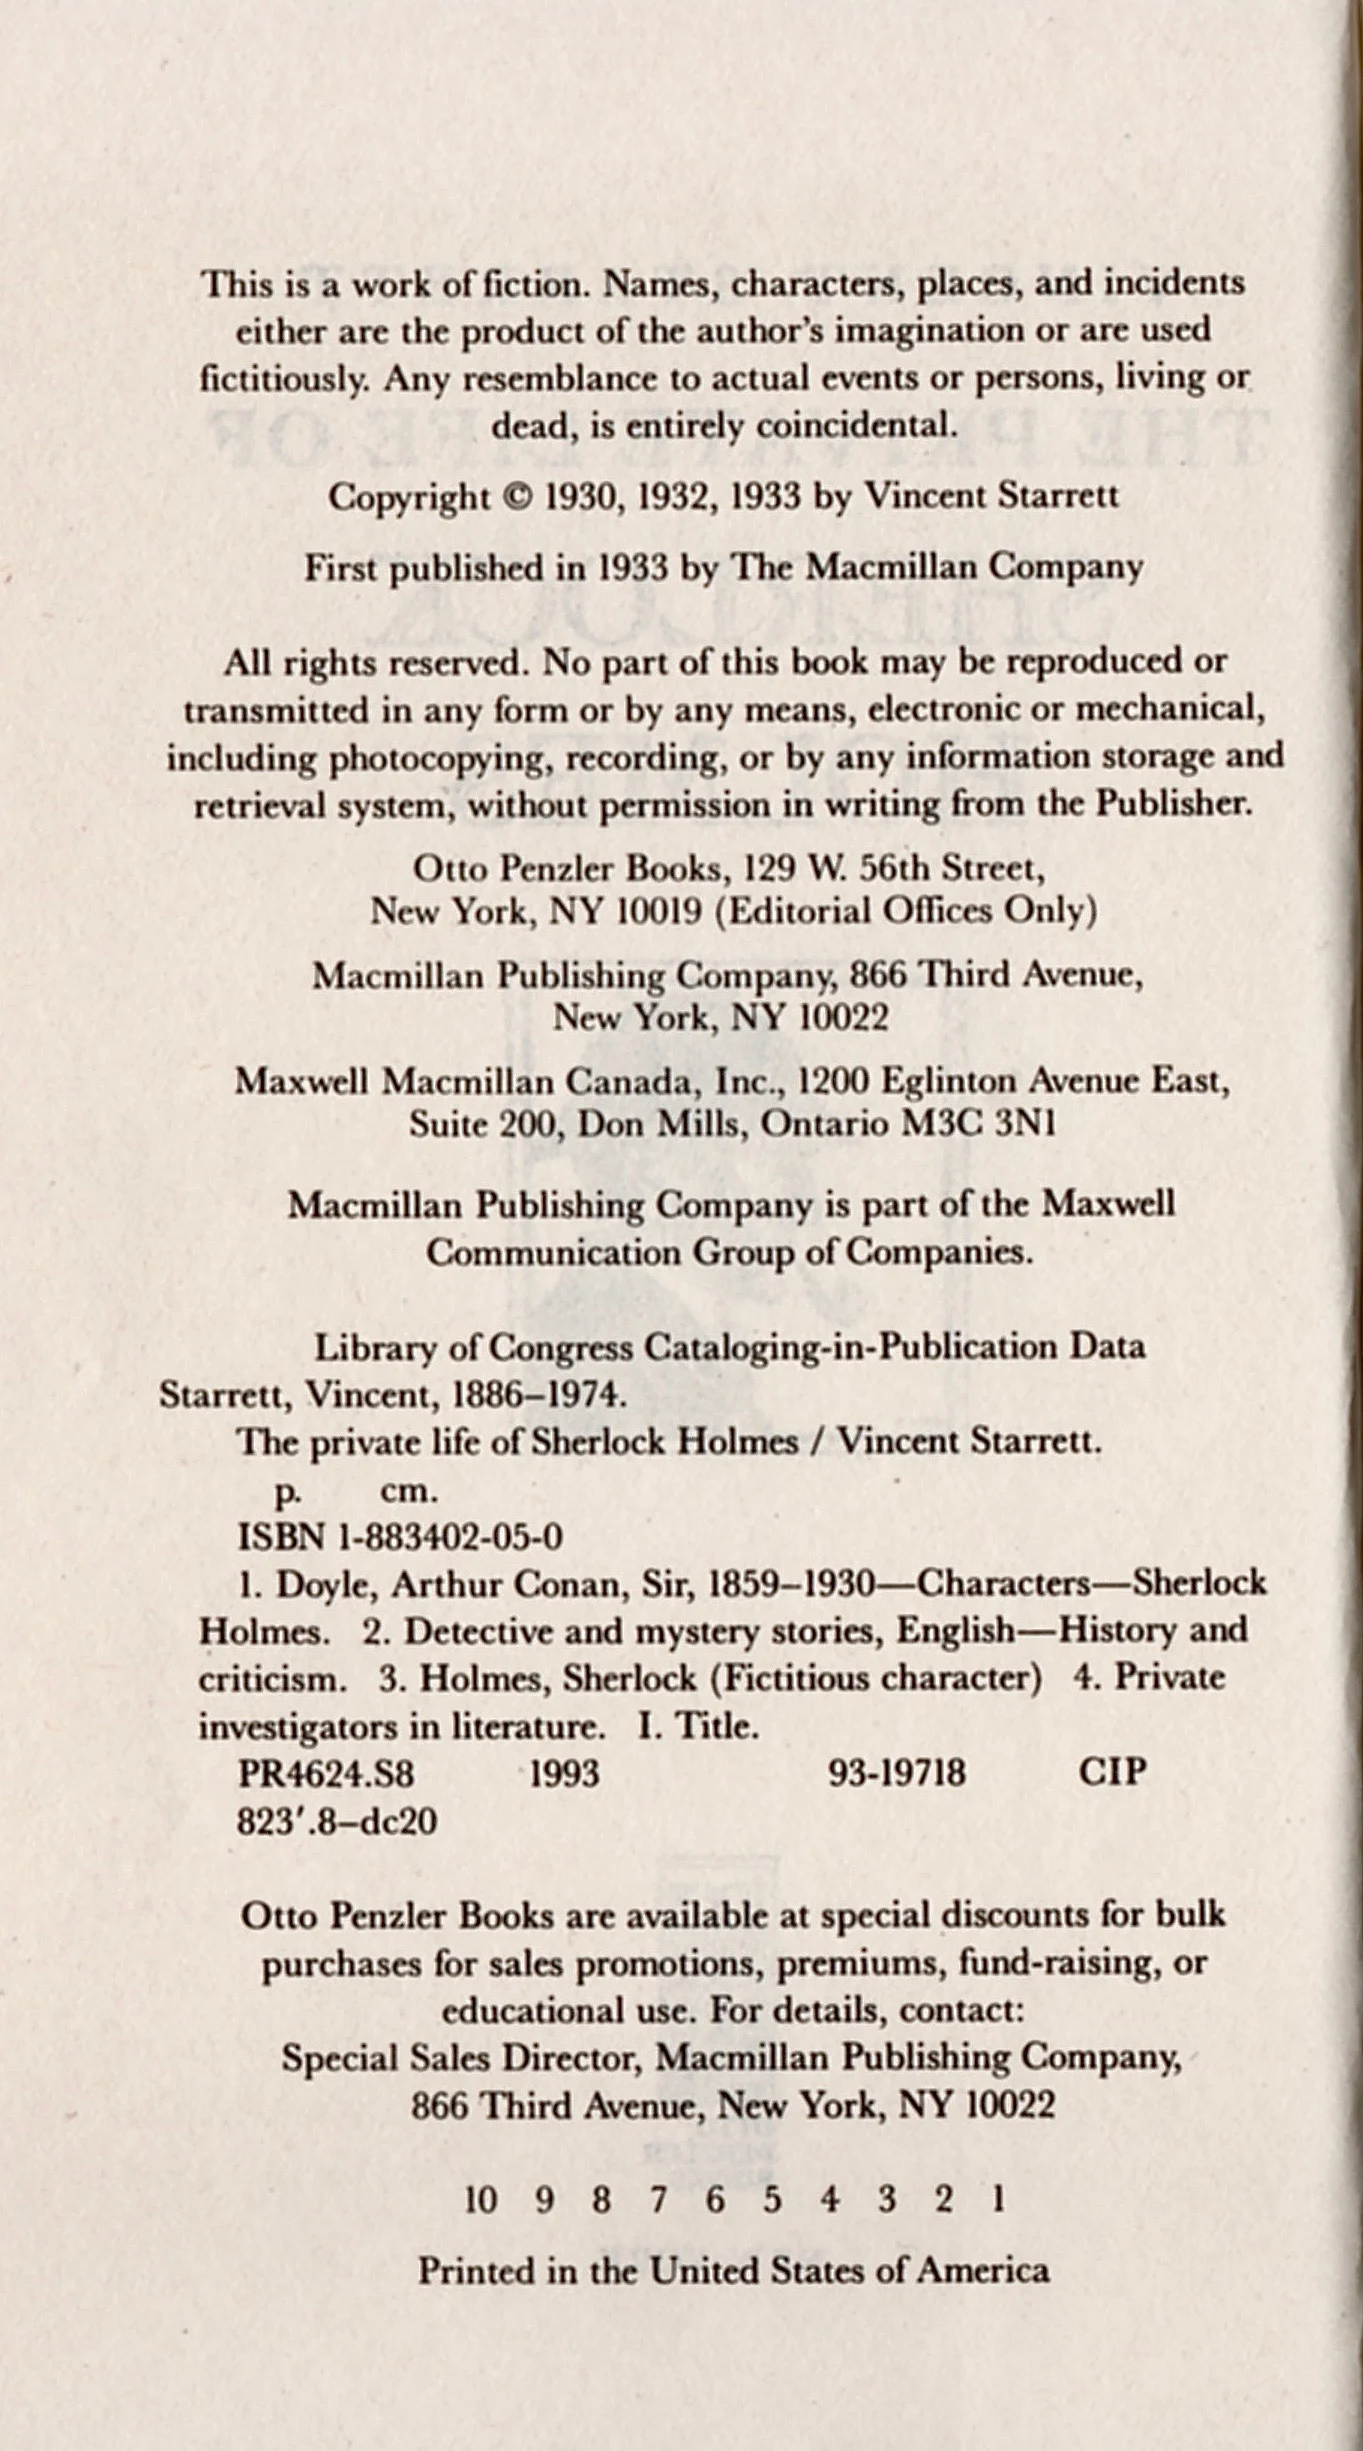 This is a work of fiction. Names, characters, places, and incidents
either are the product of the author's imagination or are used
fictitiously. Any resemblance to actual events or persons, living or
dead, is entirely coincidental.
Copyright © 1930, 1932, 1933 by Vincent Starrett
First published in 1933 by The Macmillan Company
All rights reserved. No part of this book may be reproduced or
transmitted in any form or by any means, electronic or mechanical,
including photocopying, recording, or by any information storage and
retrieval system, without permission in writing from the Publisher.
Otto Penzler Books, 129 W. 56th Street,
New York, NY 10019 (Editorial Offices Only)
Macmillan Publishing Company, 866 Third Avenue,
New York, NY 10022
Maxwell Macmillan Canada, Inc., 1200 Eglinton Avenue East,
Suite 200, Don Mills, Ontario M3C 3N1
Macmillan Publishing Company is part of the Maxwell
Communication Group of Companies.
Library of Congress Cataloging-in-Publication Data
Starrett, Vincent, 1886–1974.
The private life of Sherlock Holmes / Vincent Starrett.
p. cm.
ISBN 1-883402-05-0
1. Doyle, Arthur Conan, Sir, 1859–1930—Characters—Sherlock
Holmes. 2. Detective and mystery stories, English—History and
criticism. 3. Holmes, Sherlock (Fictitious character) 4. Private
investigators in literature. I. Title.
PR4624.S8 1993 93-19718 CIP
823′.8–dc20
Otto Penzler Books are available at special discounts for bulk
purchases for sales promotions, premiums, fund-raising, or
educational use. For details, contact:
Special Sales Director, Macmillan Publishing Company,
866 Third Avenue, New York, NY 10022
10 9 8 7 6 5 4 3 2 1
Printed in the United States of America